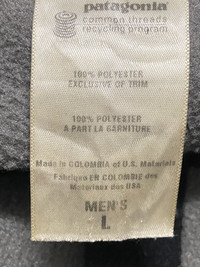 patagonia
common threads
recycling program
100% POLYESTER
EXCLUSIVE OF TRIM
100% POLYESTER
A PART LA GARNITURE
Made in COLOMBIA of U.S. Materials
Fabriqué EN COLOMBIE des
Materiaux des USA
MEN'S
L